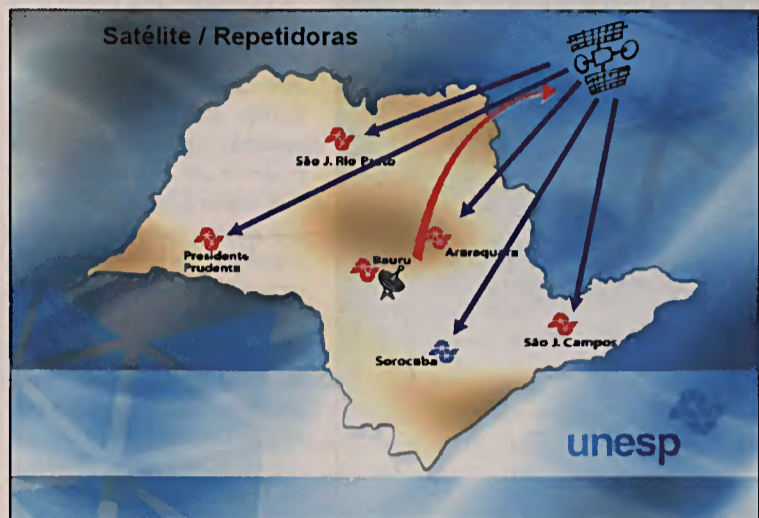 Satélite / Repetidoras
São J. Rio Preto
Presidente
Prudente
Bauru
Araraquara
Sorocaba
São J. Campos
unesp